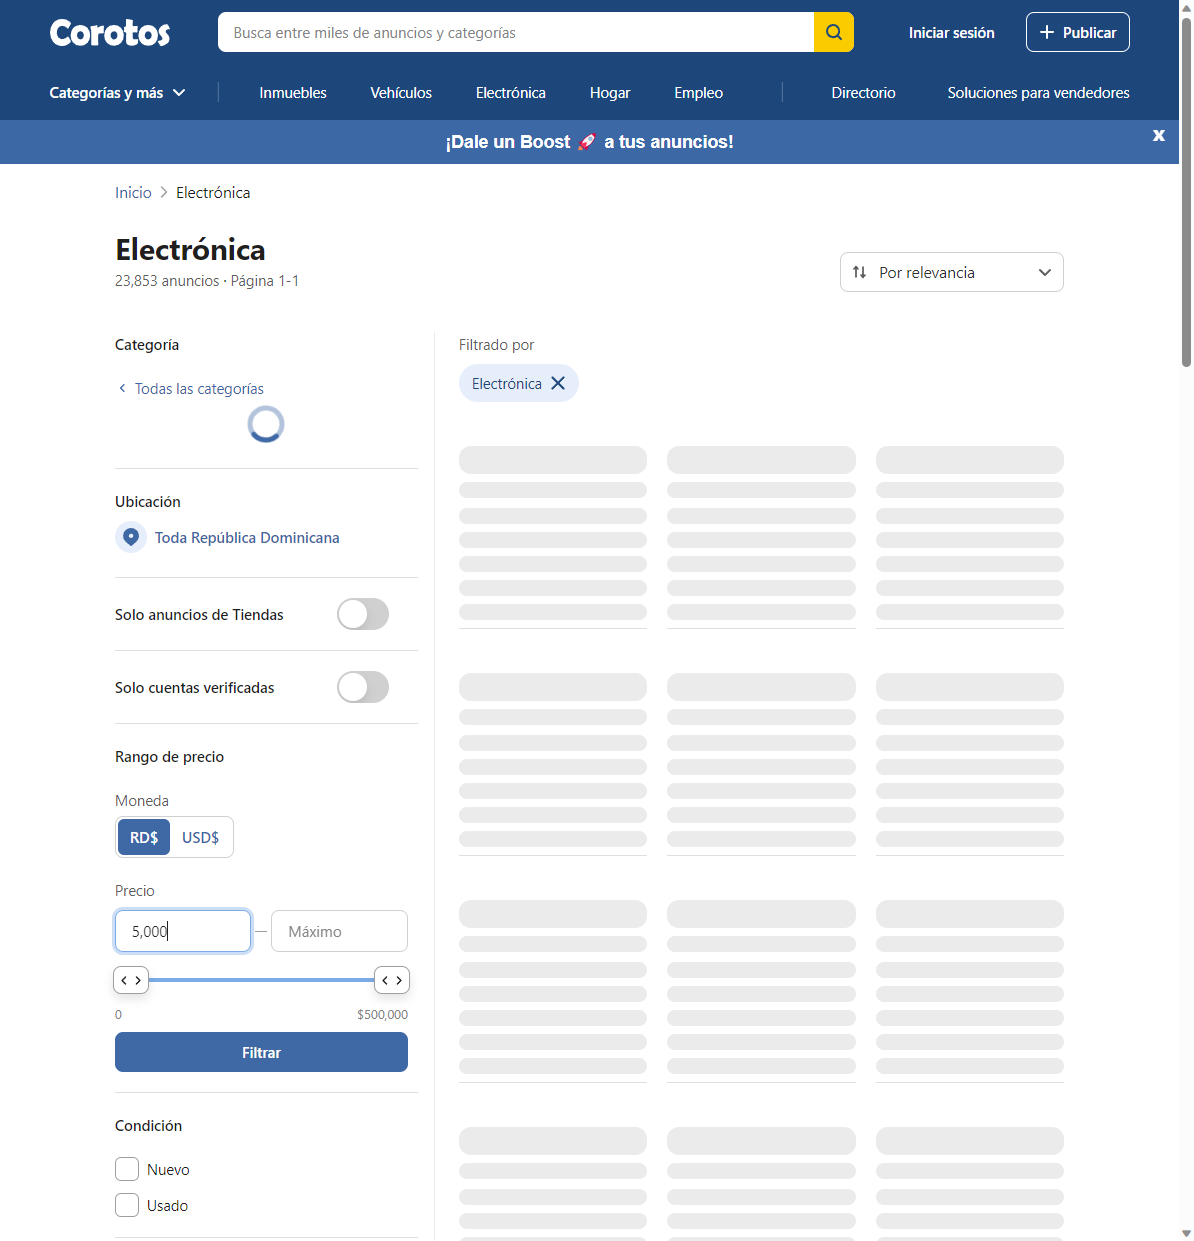 Corotos
Busca entre miles de anuncios y categorías
Iniciar sesión
Publicar
Categorías y más
Inmuebles
Vehículos
Electrónica
Hogar
Empleo
Directorio
Soluciones para vendedores
¡Dale un Boost 🚀 a tus anuncios!
x
Inicio > Electrónica
Electrónica
23,853 anuncios · Página 1-1
Por relevancia
Categoría
Todas las categorías
Filtrado por
Electrónica
Ubicación
Toda República Dominicana
Solo anuncios de Tiendas
Solo cuentas verificadas
Rango de precio
Moneda
RD$ USD$
Precio
5,000 — Máximo
0 $500,000
Filtrar
Condición
Nuevo
Usado